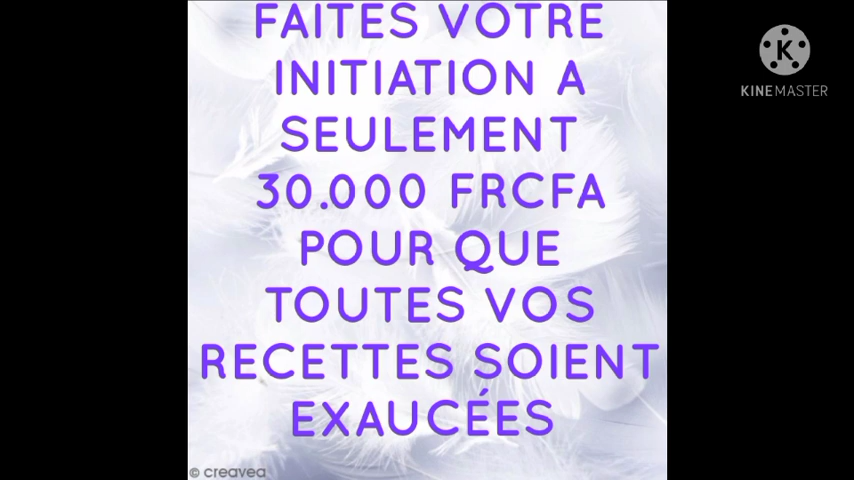 FAITES VOTRE
INITIATION A
SEULEMENT
30.000 FRCFA
POUR QUE
TOUTES VOS
RECETTES SOIENT
EXAUCÉES
K
KINEMASTER
© creavea